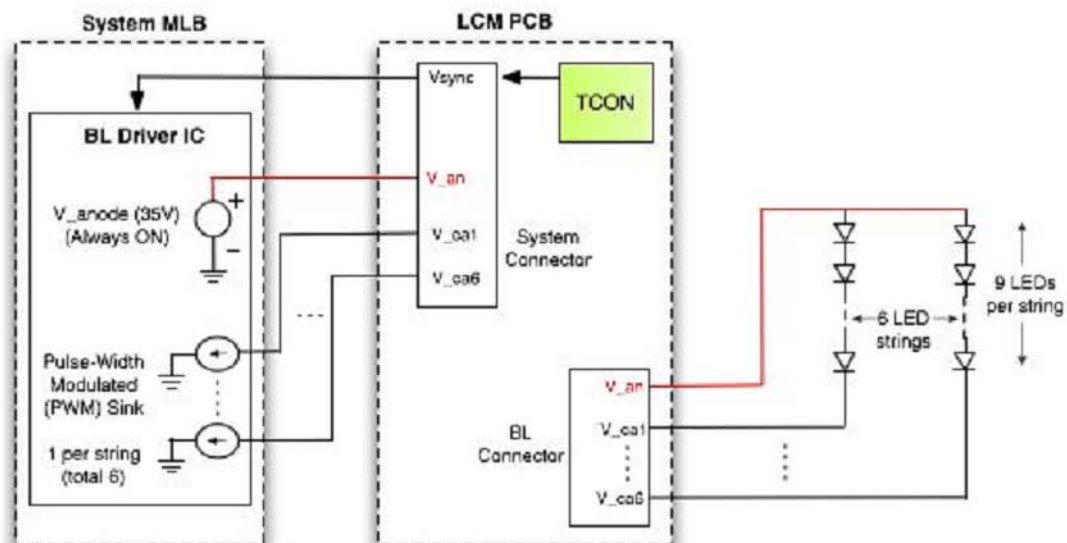 System MLB
LCM PCB
Vsync
TCON
BL Driver IC
V_an
+
V_anode (35V)
(Always ON)
-
V_ca1
System
Connector
V_ca6
9 LEDs
per string
6 LED
strings
Pulse-Width
Modulated
(PWM) Sink
V_an
V_ca1
BL
Connector
1 per string
(total 6)
V_ca6